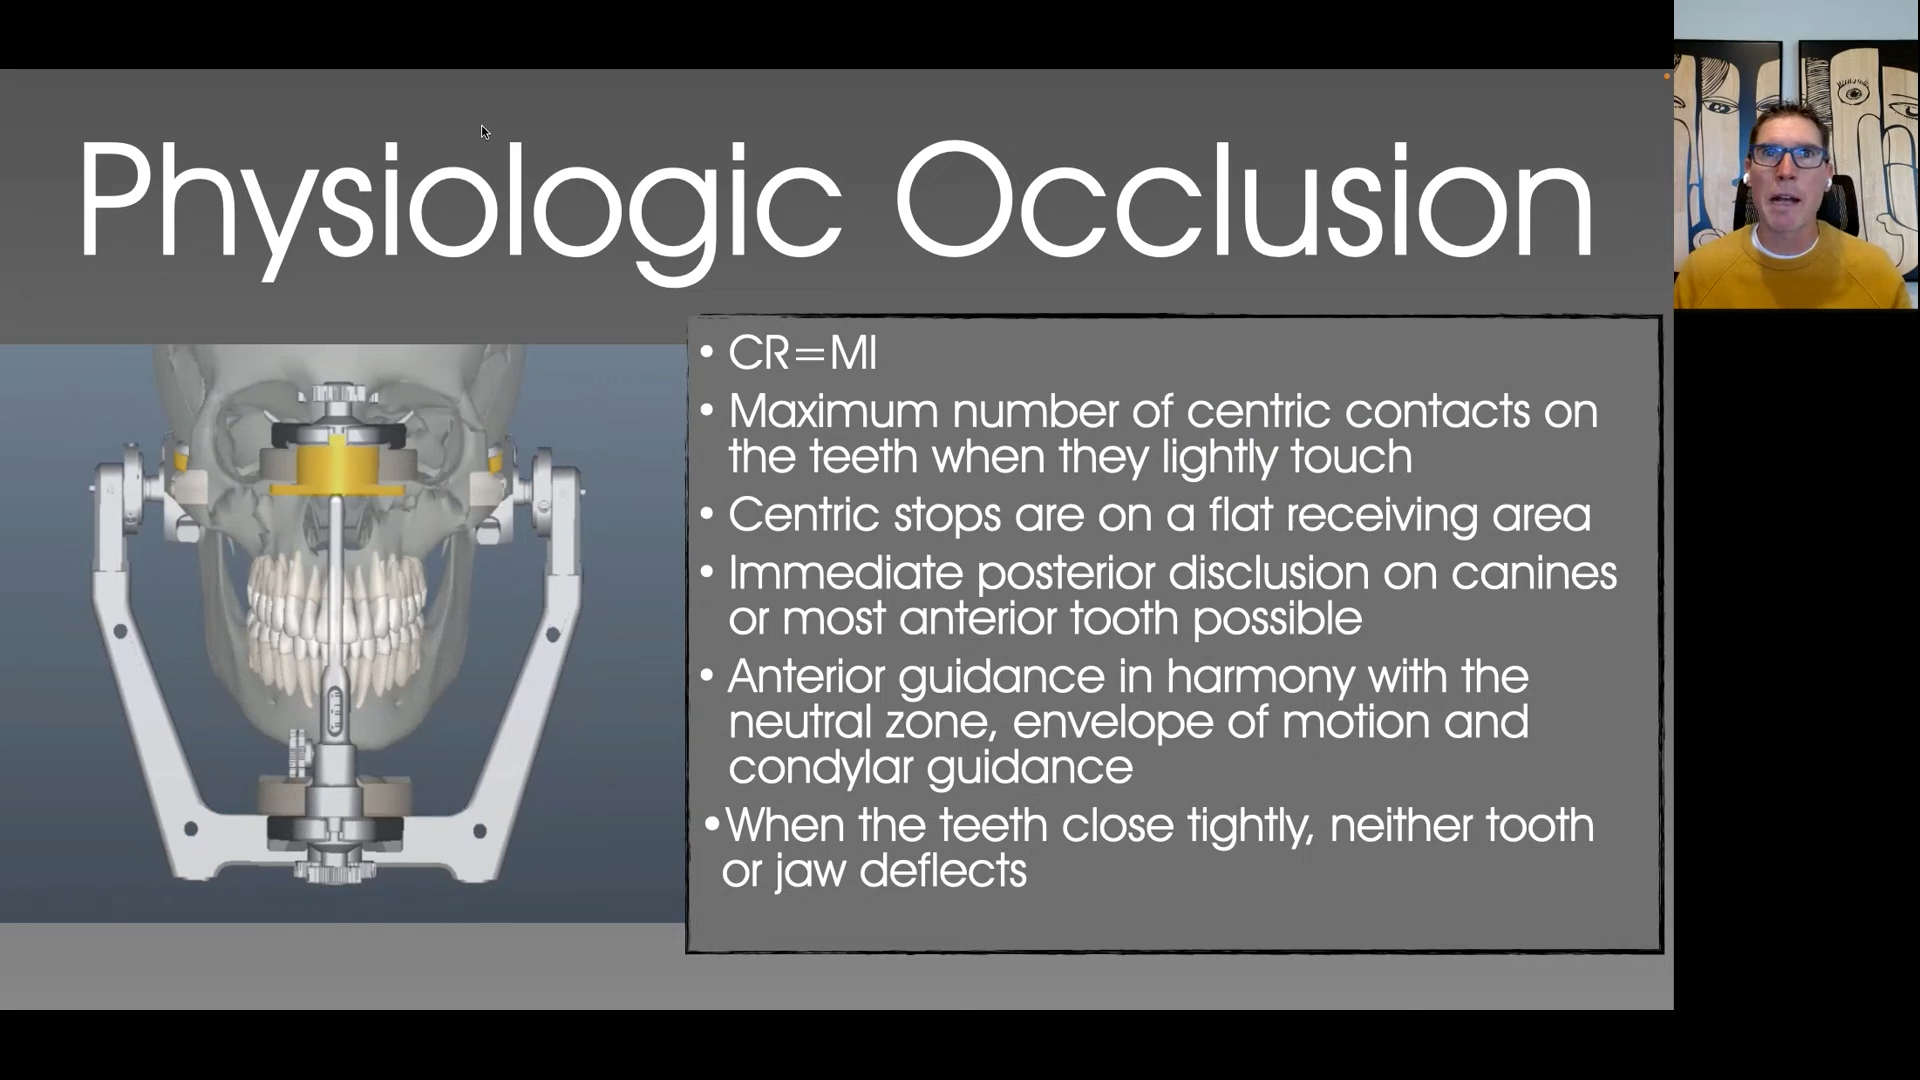 Physiologic Occlusion
• CR=MI
• Maximum number of centric contacts on
the teeth when they lightly touch
• Centric stops are on a flat receiving area
• Immediate posterior disclusion on canines
or most anterior tooth possible
• Anterior guidance in harmony with the
neutral zone, envelope of motion and
condylar guidance
•When the teeth close tightly, neither tooth
or jaw deflects